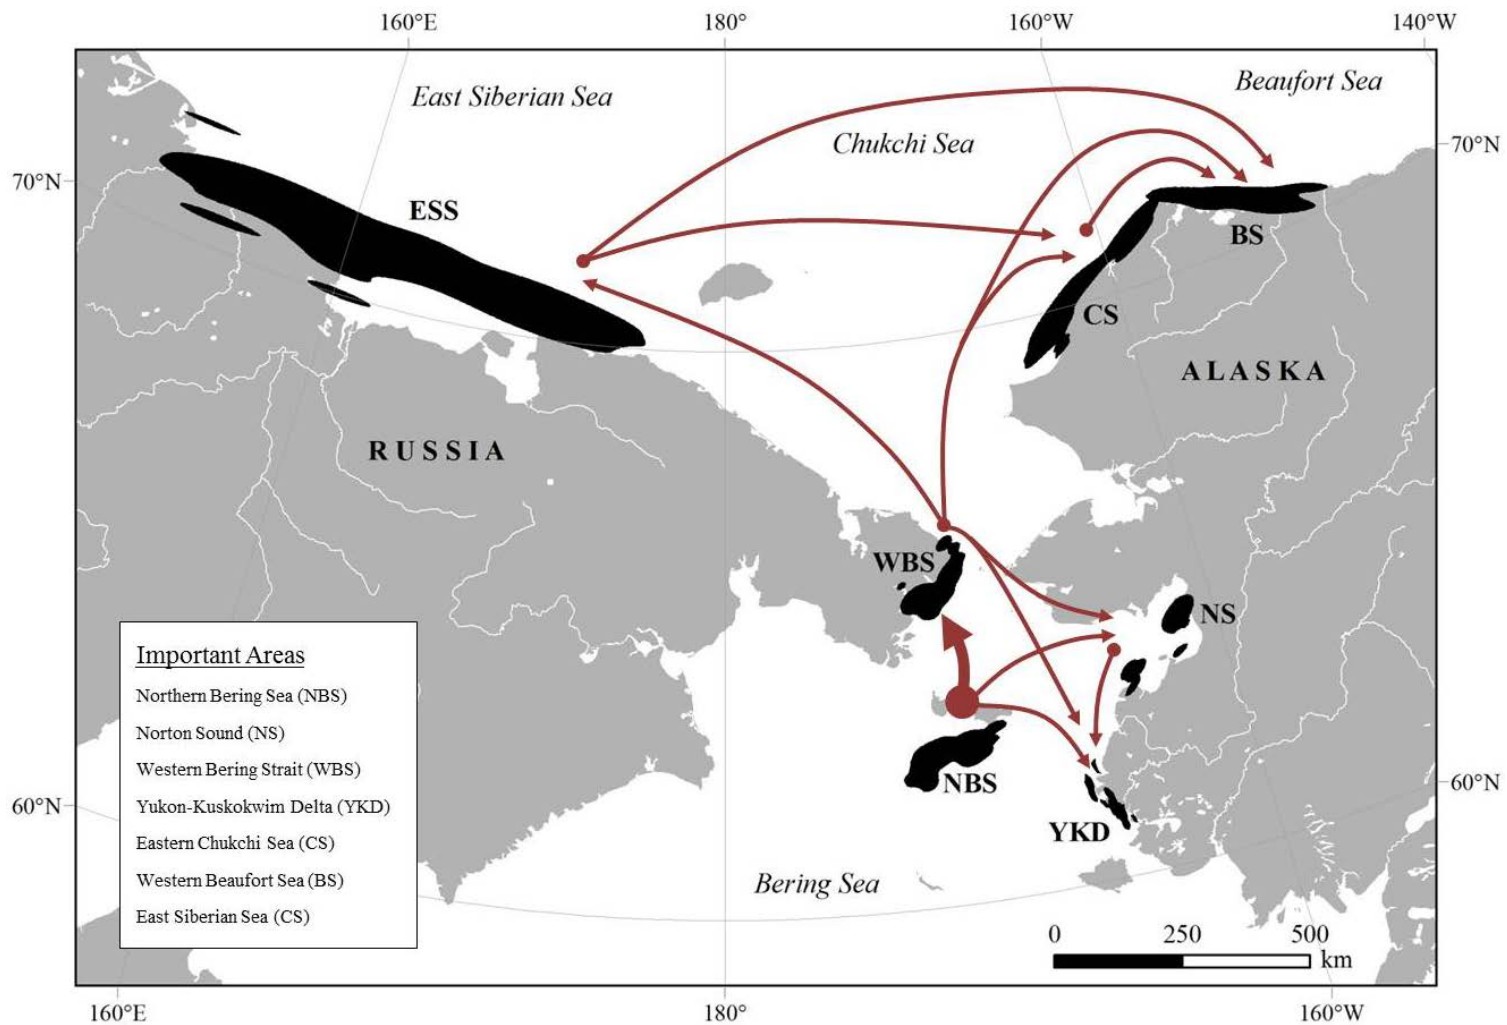 160°E 180° 160°W 140°W
East Siberian Sea
Beaufort Sea
Chukchi Sea
70°N
70°N
ESS
BS
CS
ALASKA
RUSSIA
WBS
NS
Important Areas
Northern Bering Sea (NBS)
Norton Sound (NS)
Western Bering Strait (WBS)
Yukon-Kuskokwim Delta (YKD)
Eastern Chukchi Sea (CS)
Western Beaufort Sea (BS)
East Siberian Sea (CS)
NBS
60°N
60°N
YKD
Bering Sea
0 250 500
km
160°E 180° 160°W